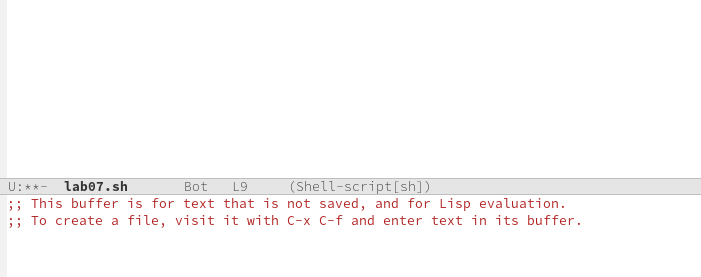 U:**-  lab07.sh       Bot   L9     (Shell-script[sh])
;; This buffer is for text that is not saved, and for Lisp evaluation.
;; To create a file, visit it with C-x C-f and enter text in its buffer.